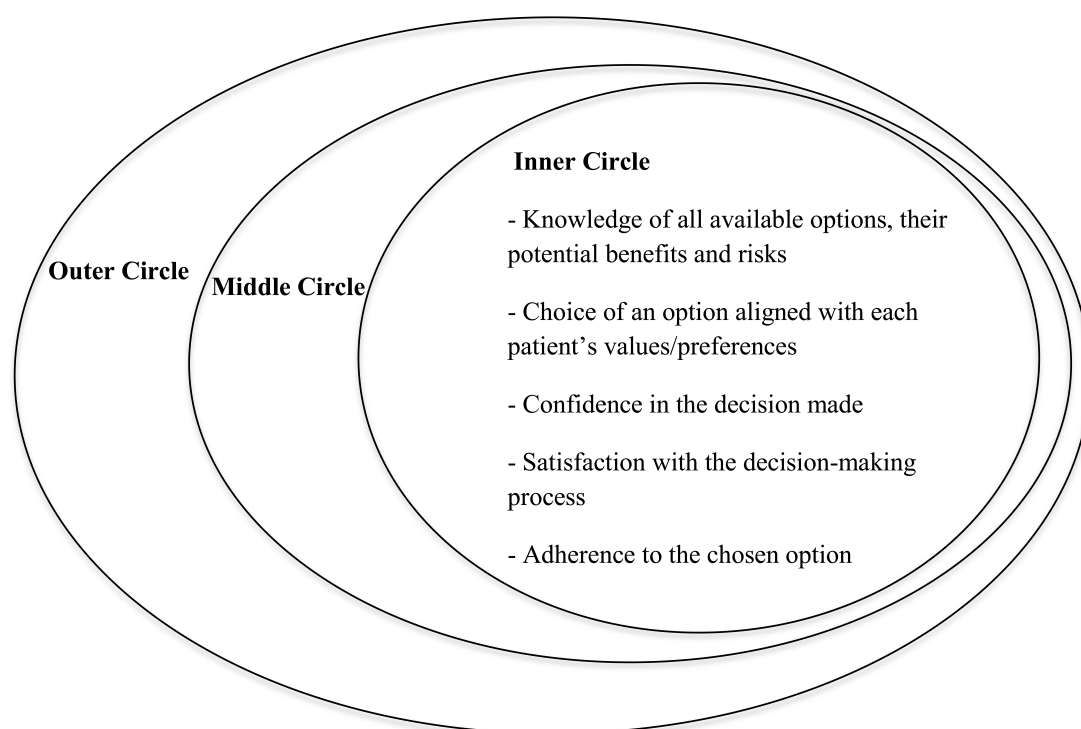 Inner Circle
- Knowledge of all available options, their
potential benefits and risks
Outer Circle
Middle Circle
- Choice of an option aligned with each
patient’s values/preferences
- Confidence in the decision made
- Satisfaction with the decision-making
process
- Adherence to the chosen option